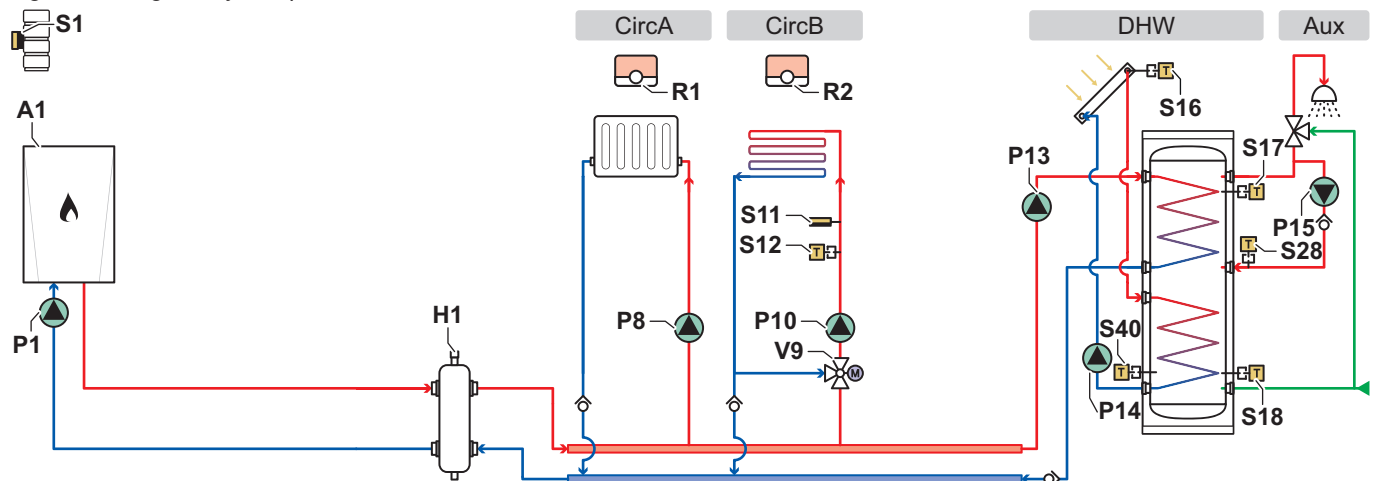 S1
CircA
CircB
DHW
Aux
R1
R2
S16
A1
T
S17
P13
T
P15
S11
S12
T
T
S28
P1
H1
P8
P10
V9
M
S40
T
P14
T
S18